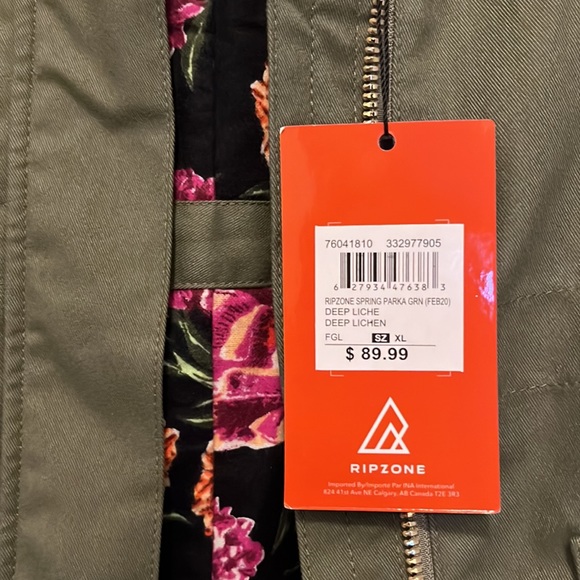 76041810 332977905
6 27934 47638 3
RIPZONE SPRING PARKA GRN (FEB20)
DEEP LICHE
DEEP LICHEN
FGL SZ XL
$ 89.99
RIPZONE
Imported By/Importé Par INA International
624 41st Ave NE Calgary, AB Canada T2E 3R3